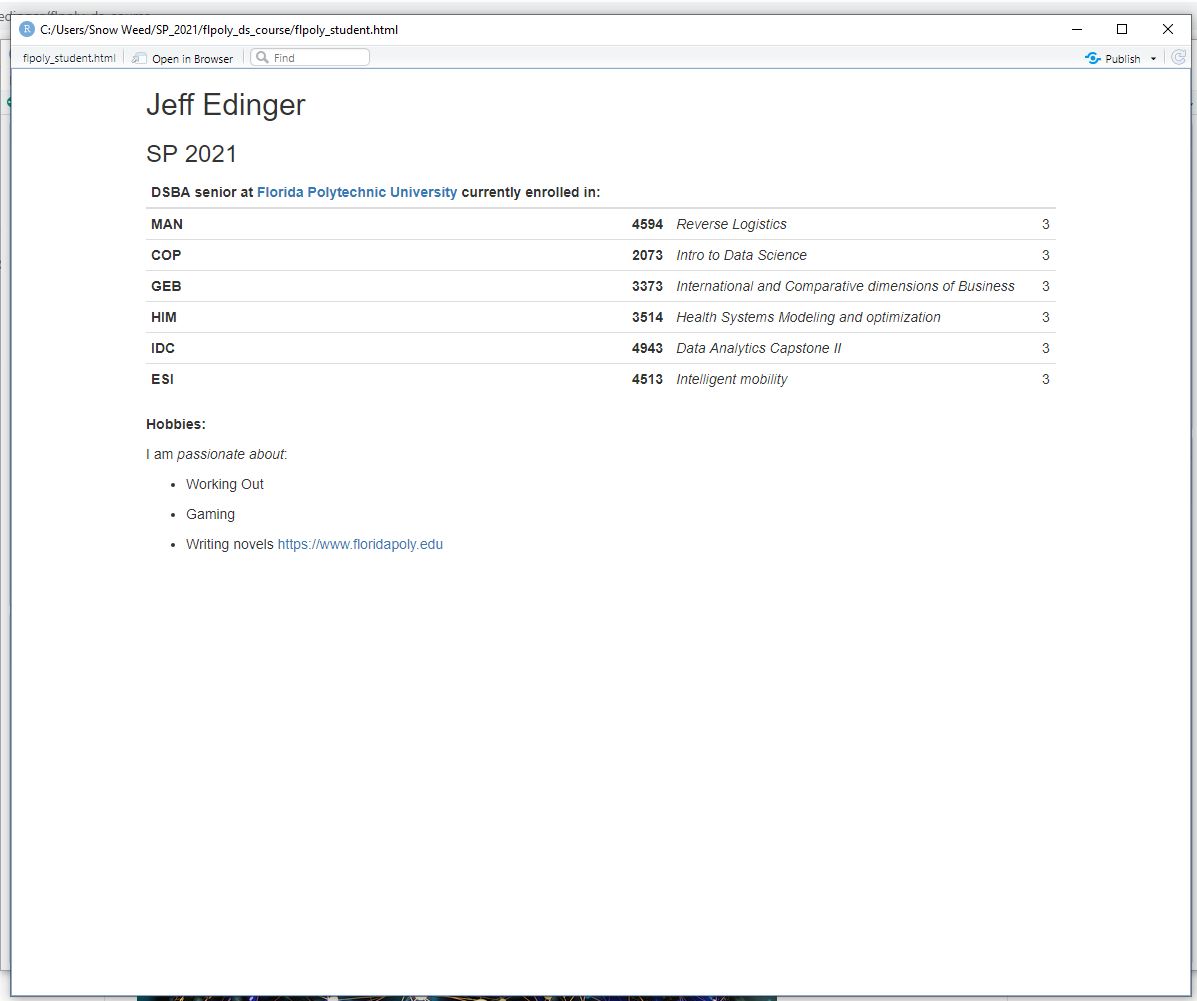 C:/Users/Snow Weed/SP_2021/flpoly_ds_course/flpoly_student.html
flpoly_student.html Open in Browser Find Publish
Jeff Edinger
SP 2021
DSBA senior at Florida Polytechnic University currently enrolled in:
MAN 4594 Reverse Logistics 3
COP 2073 Intro to Data Science 3
GEB 3373 International and Comparative dimensions of Business 3
HIM 3514 Health Systems Modeling and optimization 3
IDC 4943 Data Analytics Capstone II 3
ESI 4513 Intelligent mobility 3
Hobbies:
I am passionate about:
• Working Out
• Gaming
• Writing novels https://www.floridapoly.edu